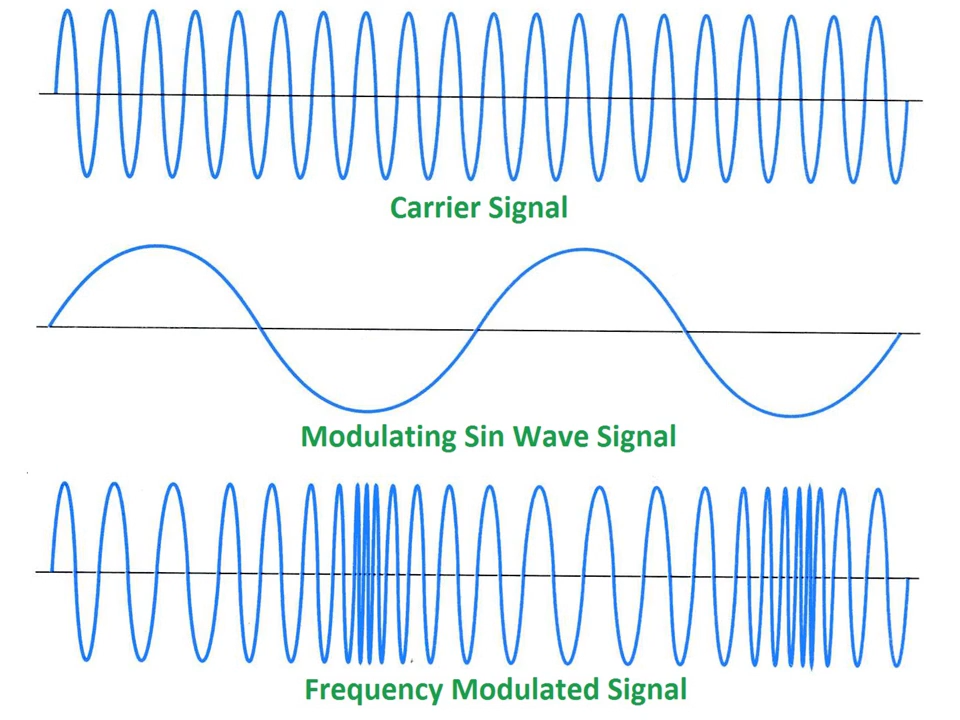 Carrier Signal
Modulating Sin Wave Signal
Frequency Modulated Signal